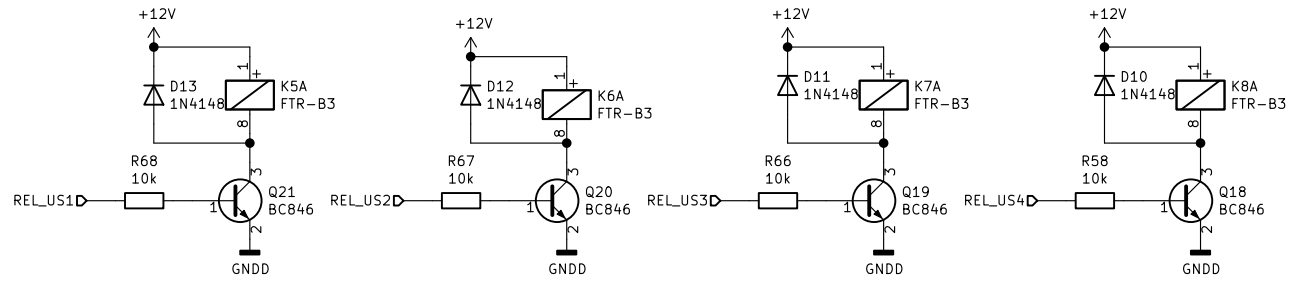 +12V
1
+
D13
1N4148
K5A
FTR-B3
8
R68
10k
REL_US1
3
1
Q21
BC846
2
GNDD
+12V
1
+
D12
1N4148
K6A
FTR-B3
8
R67
10k
REL_US2
3
1
Q20
BC846
2
GNDD
+12V
1
+
D11
1N4148
K7A
FTR-B3
8
R66
10k
REL_US3
3
1
Q19
BC846
2
GNDD
+12V
1
+
D10
1N4148
K8A
FTR-B3
8
R58
10k
REL_US4
3
1
Q18
BC846
2
GNDD